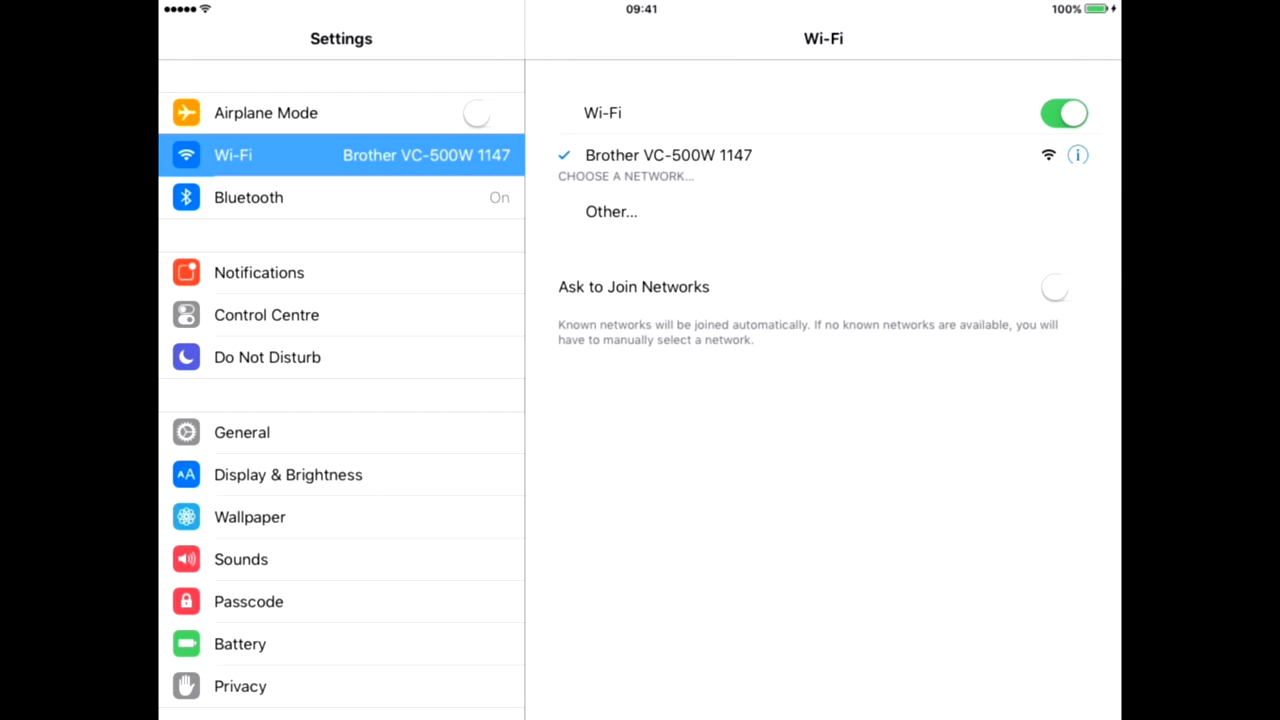 09:41
100%
Settings
Wi-Fi
Airplane Mode
Wi-Fi
Brother VC-500W 1147
Bluetooth
On
Notifications
Control Centre
Do Not Disturb
General
AA
Display & Brightness
Wallpaper
Sounds
Passcode
Battery
Privacy
Wi-Fi
Brother VC-500W 1147
CHOOSE A NETWORK...
Other...
Ask to Join Networks
Known networks will be joined automatically. If no known networks are available, you will
have to manually select a network.